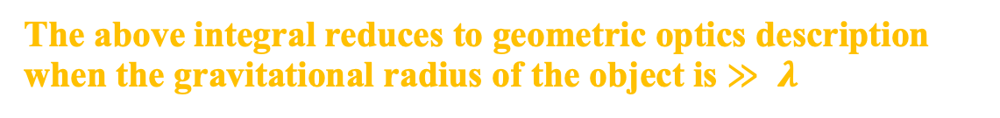 The above integral reduces to geometric optics description
when the gravitational radius of the object is ≫ λ